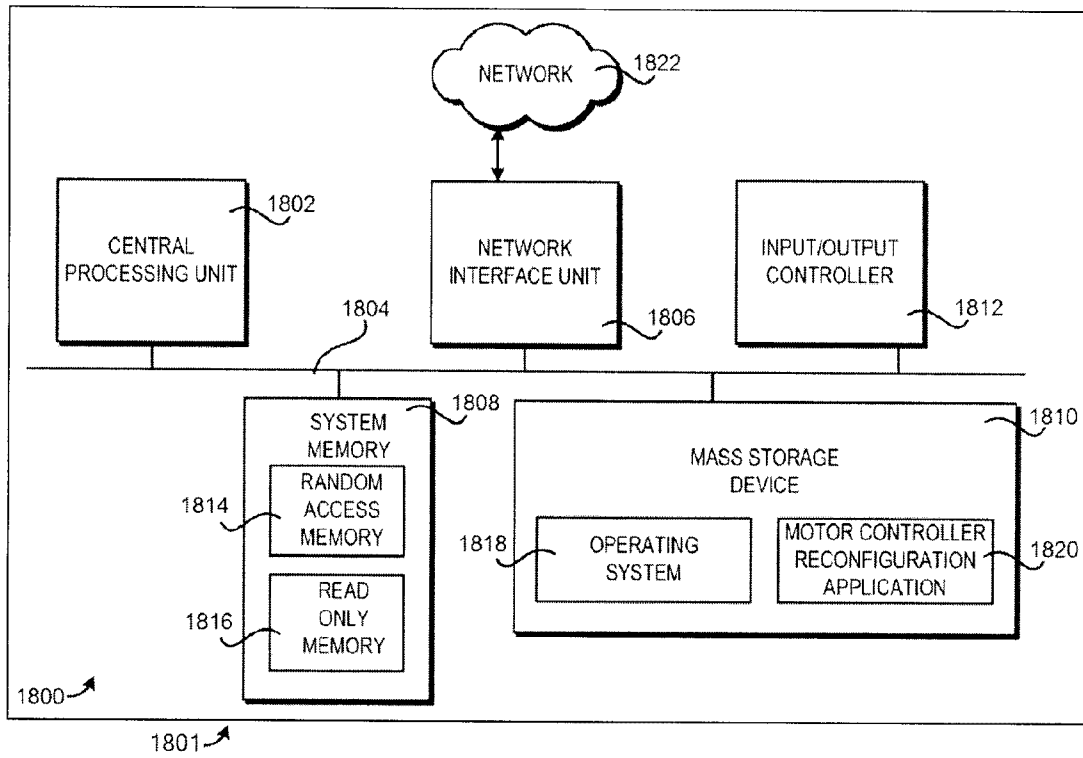 NETWORK
1822
1802
CENTRAL
PROCESSING UNIT
NETWORK
INTERFACE UNIT
1806
INPUT/OUTPUT
CONTROLLER
1812
1804
SYSTEM
MEMORY
1808
RANDOM
ACCESS
MEMORY
1814
READ
ONLY
MEMORY
1816
MASS STORAGE
DEVICE
1810
OPERATING
SYSTEM
1818
MOTOR CONTROLLER
RECONFIGURATION
APPLICATION
1820
1800
1801